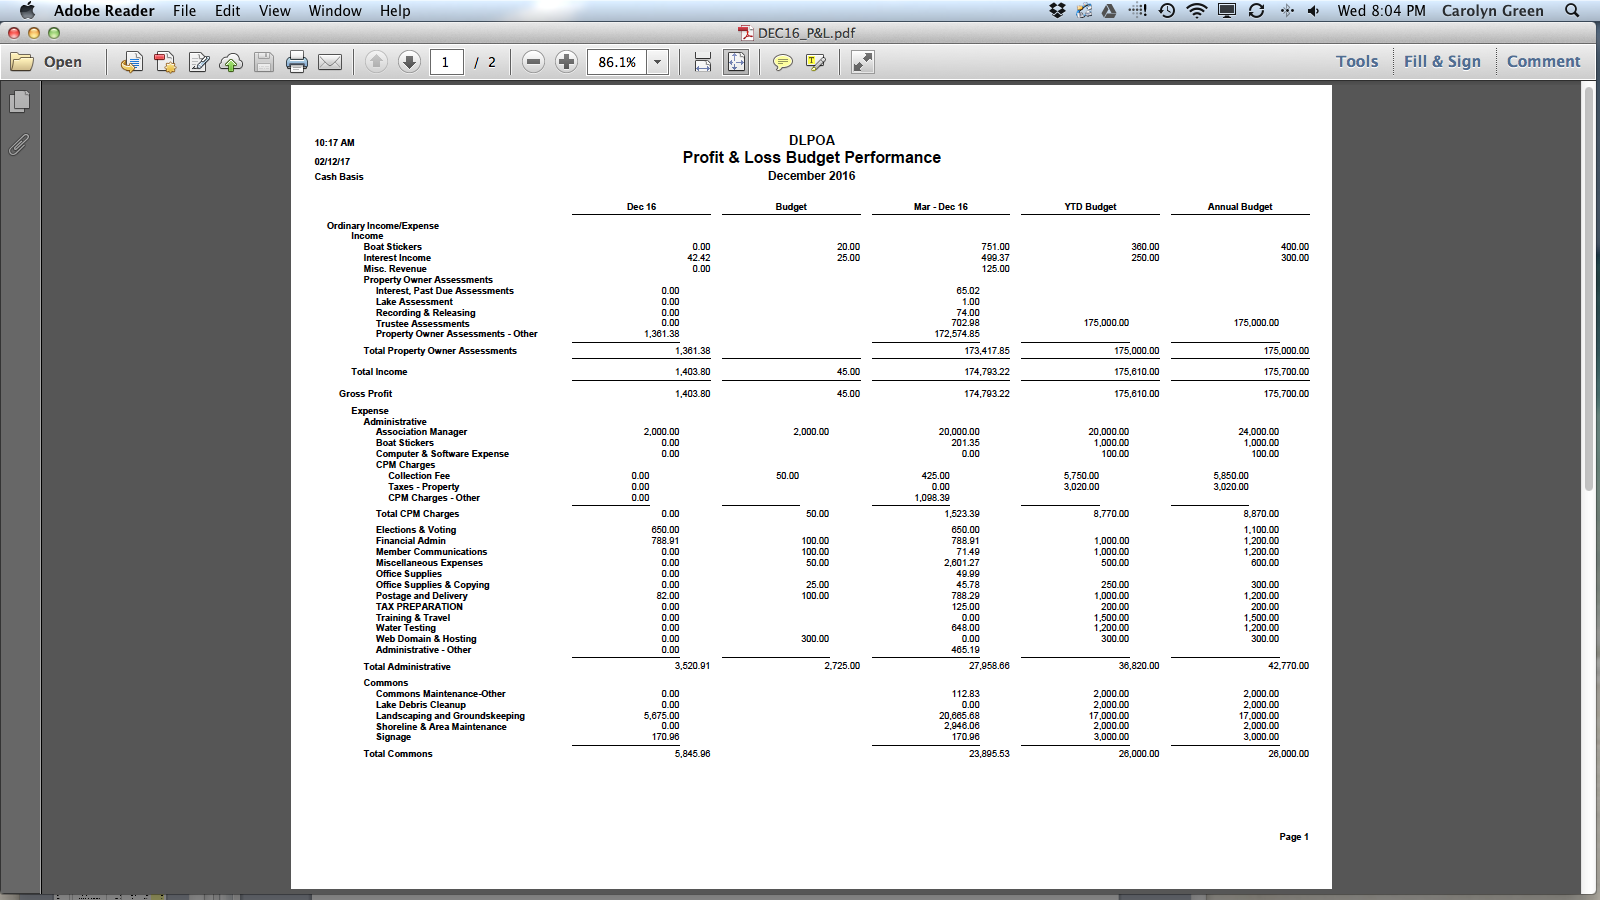 Adobe Reader File Edit View Window Help Wed 8:04 PM Carolyn Green
DEC16_P&L.pdf
Open 1 / 2 86.1% Tools Fill & Sign Comment
10:17 AM
02/12/17
Cash Basis
DLPOA
Profit & Loss Budget Performance
December 2016
Dec 16 Budget Mar - Dec 16 YTD Budget Annual Budget
Ordinary Income/Expense
Income
Boat Stickers 0.00 20.00 751.00 360.00 400.00
Interest Income 42.42 25.00 499.37 250.00 300.00
Misc. Revenue 0.00 125.00
Property Owner Assessments
Interest, Past Due Assessments 0.00 65.02
Lake Assessment 0.00 1.00
Recording & Releasing 0.00 74.00
Trustee Assessments 0.00 702.98 175,000.00 175,000.00
Property Owner Assessments - Other 1,361.38 172,574.85
Total Property Owner Assessments 1,361.38 173,417.85 175,000.00 175,000.00
Total Income 1,403.80 45.00 174,793.22 175,610.00 175,700.00
Gross Profit 1,403.80 45.00 174,793.22 175,610.00 175,700.00
Expense
Administrative
Association Manager 2,000.00 2,000.00 20,000.00 20,000.00 24,000.00
Boat Stickers 0.00 201.35 1,000.00 1,000.00
Computer & Software Expense 0.00 0.00 100.00 100.00
CPM Charges
Collection Fee 0.00 50.00 425.00 5,750.00 5,850.00
Taxes - Property 0.00 0.00 3,020.00 3,020.00
CPM Charges - Other 0.00 1,098.39
Total CPM Charges 0.00 50.00 1,523.39 8,770.00 8,870.00
Elections & Voting 650.00 650.00 1,100.00
Financial Admin 788.91 100.00 788.91 1,000.00 1,200.00
Member Communications 0.00 100.00 71.49 1,000.00 1,200.00
Miscellaneous Expenses 0.00 50.00 2,601.27 500.00 600.00
Office Supplies 0.00 49.99
Office Supplies & Copying 0.00 25.00 45.78 250.00 300.00
Postage and Delivery 82.00 100.00 788.29 1,000.00 1,200.00
TAX PREPARATION 0.00 125.00 200.00 200.00
Training & Travel 0.00 0.00 1,500.00 1,500.00
Water Testing 0.00 648.00 1,200.00 1,200.00
Web Domain & Hosting 0.00 300.00 0.00 300.00 300.00
Administrative - Other 0.00 465.19
Total Administrative 3,520.91 2,725.00 27,958.66 36,820.00 42,770.00
Commons
Commons Maintenance-Other 0.00 112.83 2,000.00 2,000.00
Lake Debris Cleanup 0.00 0.00 2,000.00 2,000.00
Landscaping and Groundskeeping 5,675.00 20,665.68 17,000.00 17,000.00
Shoreline & Area Maintenance 0.00 2,946.06 2,000.00 2,000.00
Signage 170.96 170.96 3,000.00 3,000.00
Total Commons 5,845.96 23,895.53 26,000.00 26,000.00
Page 1